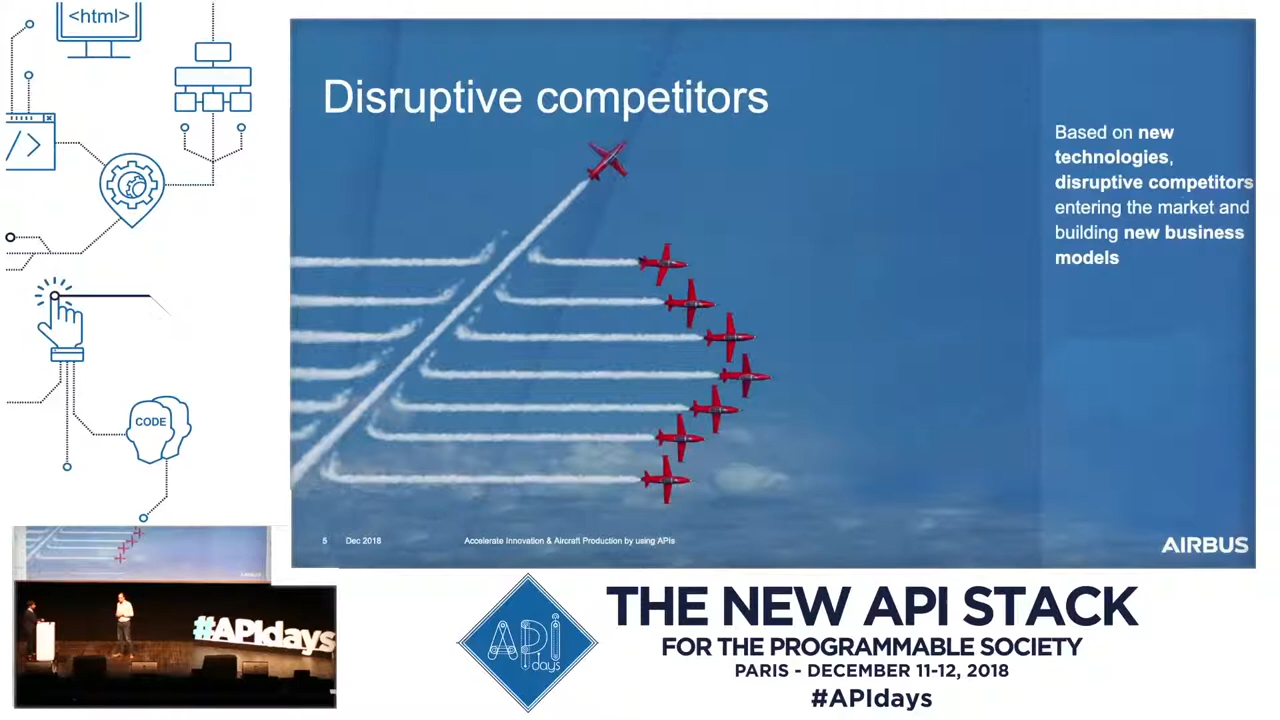 <html>
</>
CODE
Disruptive competitors
Based on new
technologies,
disruptive competitors
entering the market and
building new business
models
5 Dec 2018 Accelerate Innovation & Aircraft Production by using APIs
AIRBUS
#APIdays
API
days
THE NEW API STACK
FOR THE PROGRAMMABLE SOCIETY
PARIS - DECEMBER 11-12, 2018
#APIdays